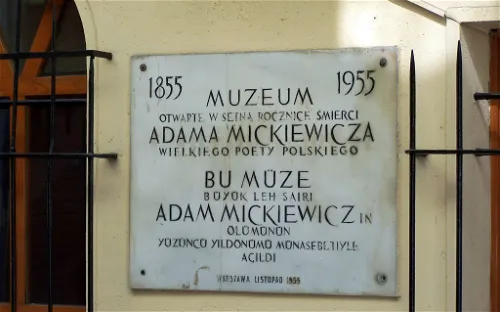 1855 1955
MUZEUM
OTWARTE W SETNĄ ROCZNICĘ ŚMIERCI
ADAMA MICKIEWICZA
WIELKIEGO POETY POLSKIEGO
BU MÜZE
BÜYÜK LEH ŞAİRİ
ADAM MICKIEWICZ İN
ÖLÜMÜNÜN
YÜZÜNCÜ YILDÖNÜMÜ MÜNASEBETİYLE
AÇILDI
WARSZAWA LISTOPAD 1955